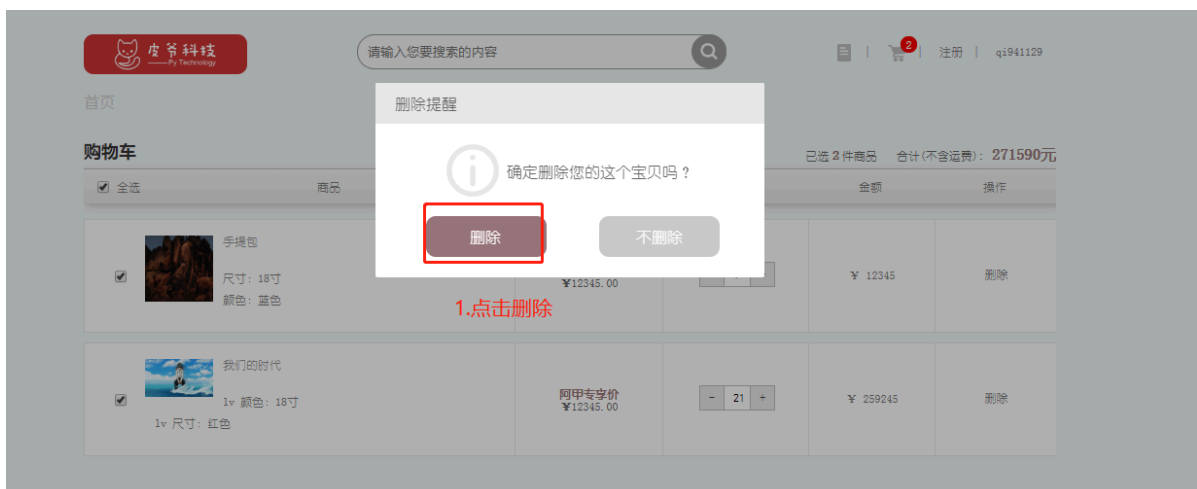 皮爷科技
Py Technology
请输入您要搜索的内容
2
注册
qi941129
首页
删除提醒
购物车
确定删除您的这个宝贝吗？
已选 2 件商品 合计(不含运费)： 271590元
全选
商品
金额
操作
删除
不删除
手提包
尺寸：18寸
颜色：蓝色
¥12345.00
¥ 12345
删除
1.点击删除
我们的时代
lv 颜色：18寸
lv 尺寸：红色
阿甲专享价
¥12345.00
- 21 +
¥ 259245
删除